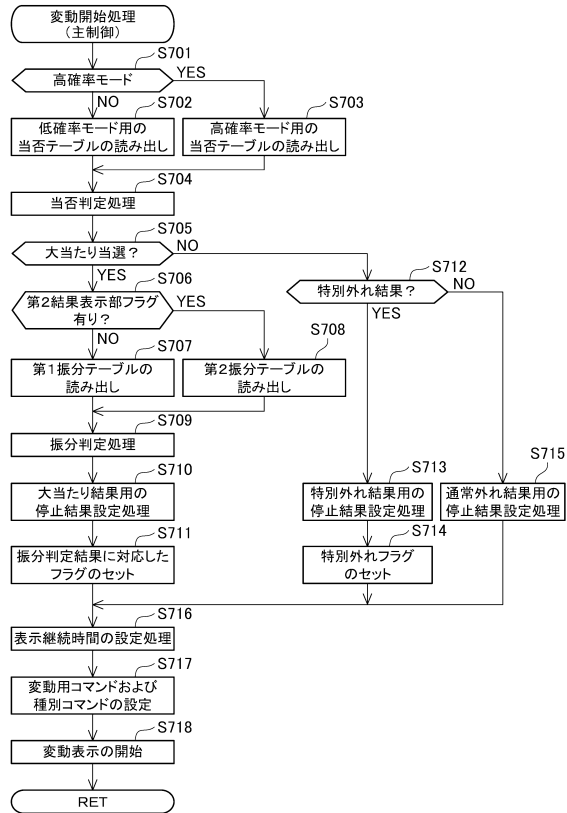 変動開始処理
(主制御)
S701
高確率モード
YES
NO
S702
低確率モード用の
当否テーブルの読み出し
S703
高確率モード用の
当否テーブルの読み出し
S704
当否判定処理
S705
大当たり当選？
NO
YES
S706
第2結果表示部フラグ
有り？
YES
NO
S712
特別外れ結果？
NO
YES
S707
第1振分テーブルの
読み出し
S708
第2振分テーブルの
読み出し
S709
振分判定処理
S710
大当たり結果用の
停止結果設定処理
S713
特別外れ結果用の
停止結果設定処理
S715
通常外れ結果用の
停止結果設定処理
S711
振分判定結果に対応した
フラグのセット
S714
特別外れフラグ
のセット
S716
表示継続時間の設定処理
S717
変動用コマンドおよび
種別コマンドの設定
S718
変動表示の開始
RET